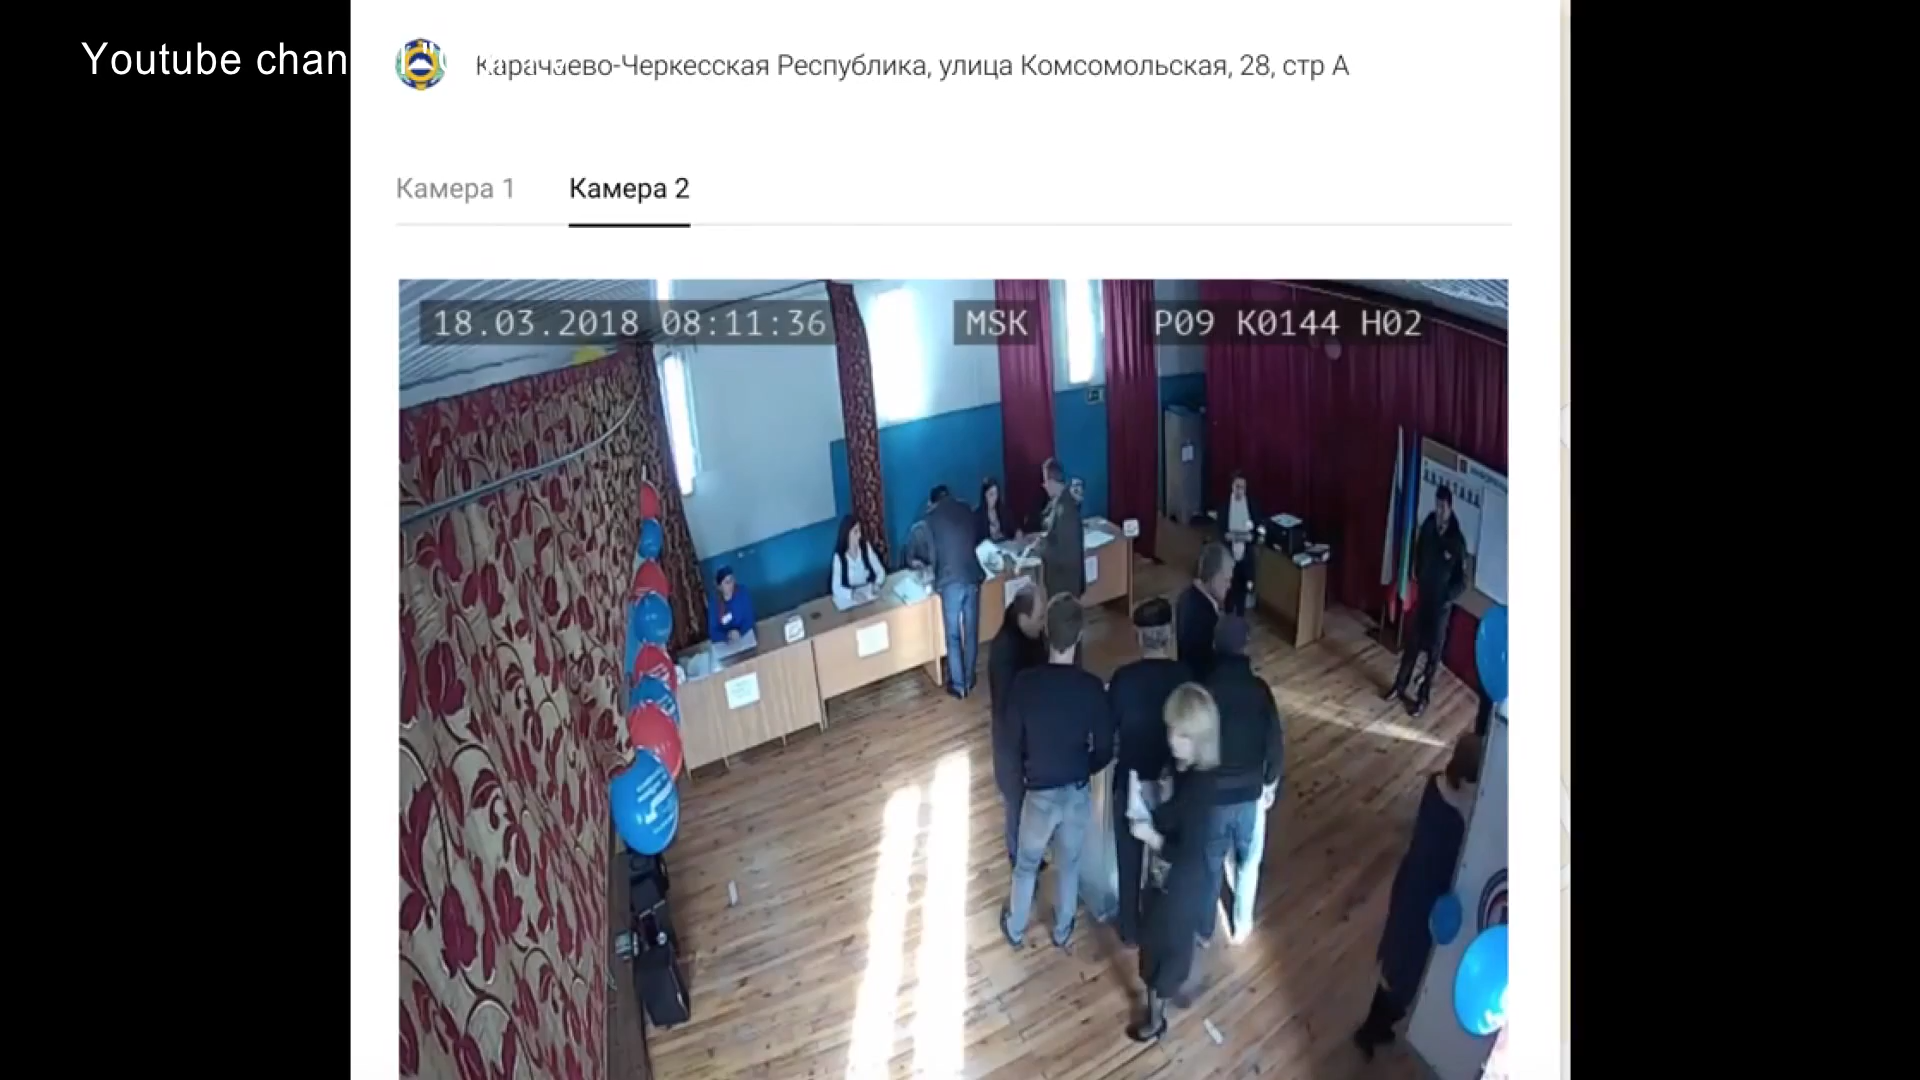 Youtube chan
Карачаево-Черкесская Республика, улица Комсомольская, 28, стр А
Камера 1 Камера 2
18.03.2018 08:11:36 MSK P09 K0144 H02